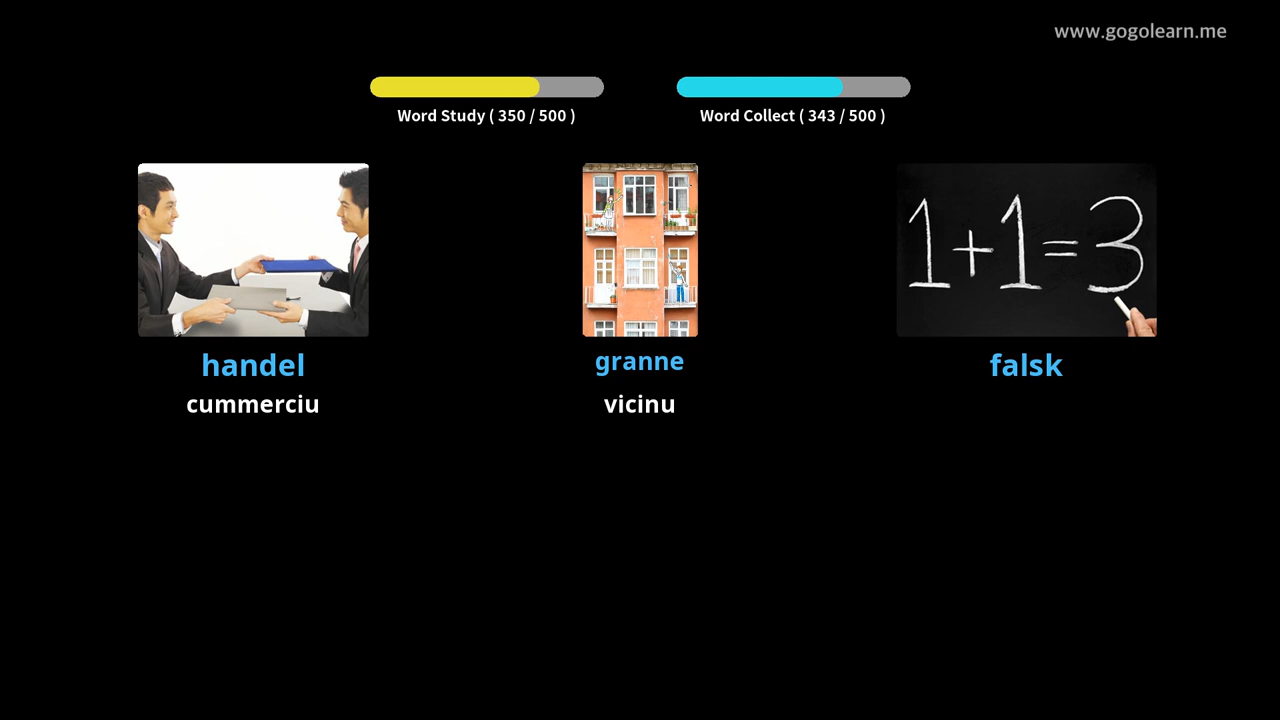 www.gogolearn.me
Word Study ( 350 / 500 )
Word Collect ( 343 / 500 )
1+1=3
handel
granne
falsk
cummerciu
vicinu